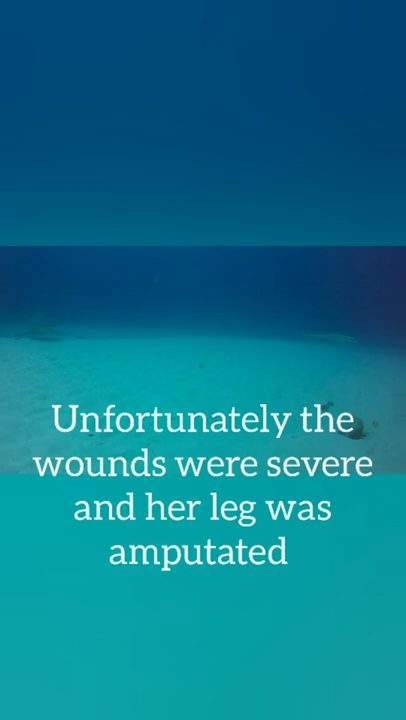 Unfortunately the
wounds were severe
and her leg was
amputated